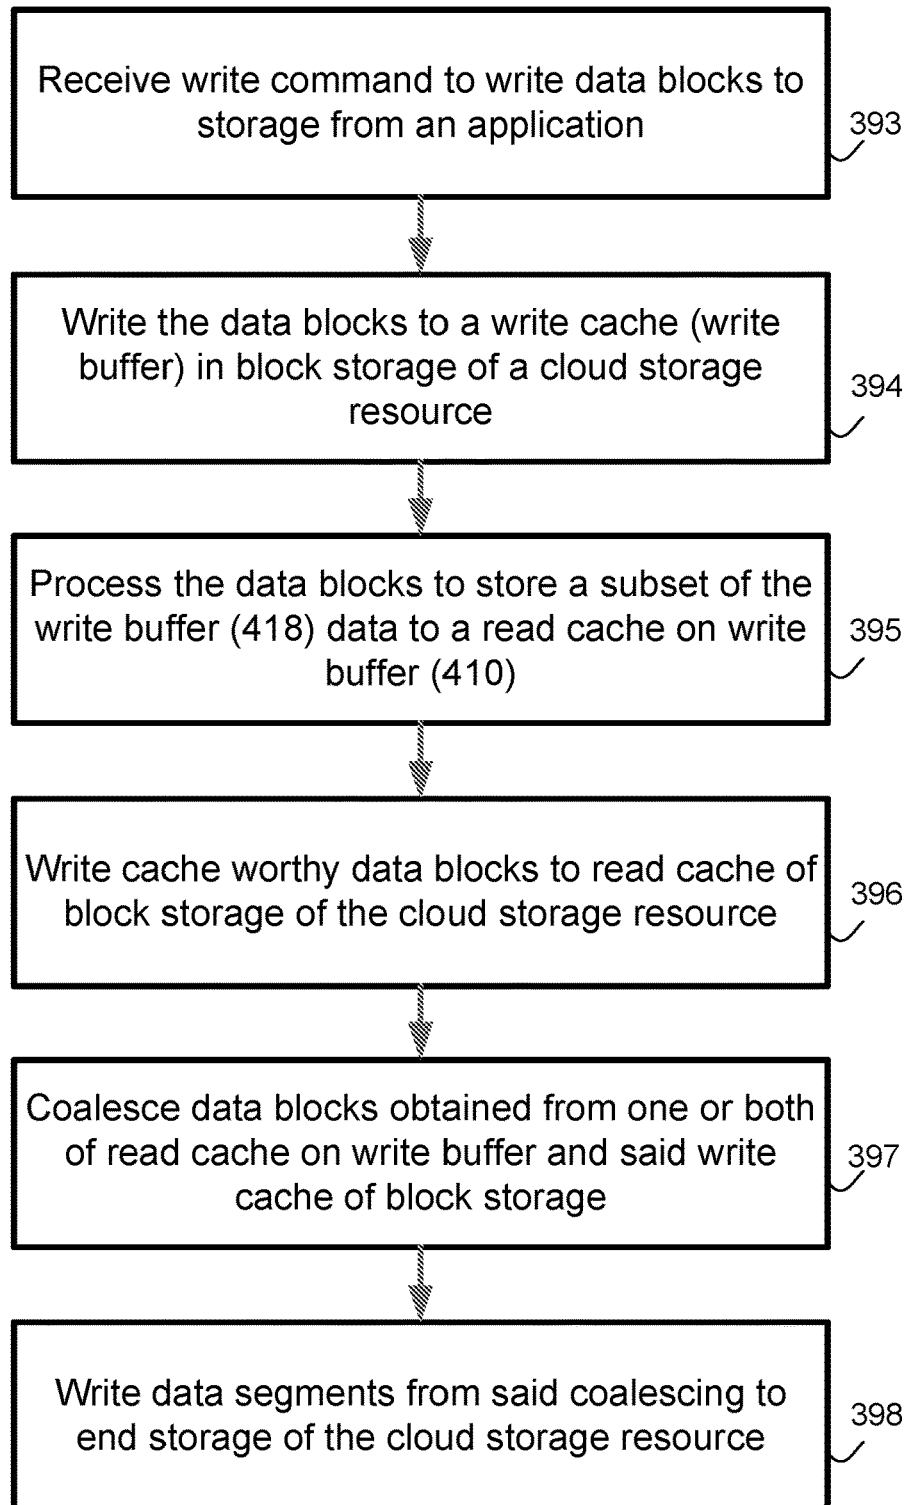 Receive write command to write data blocks to
storage from an application
393
Write the data blocks to a write cache (write
buffer) in block storage of a cloud storage
resource
394
Process the data blocks to store a subset of the
write buffer (418) data to a read cache on write
buffer (410)
395
Write cache worthy data blocks to read cache of
block storage of the cloud storage resource
396
Coalesce data blocks obtained from one or both
of read cache on write buffer and said write
cache of block storage
397
Write data segments from said coalescing to
end storage of the cloud storage resource
398